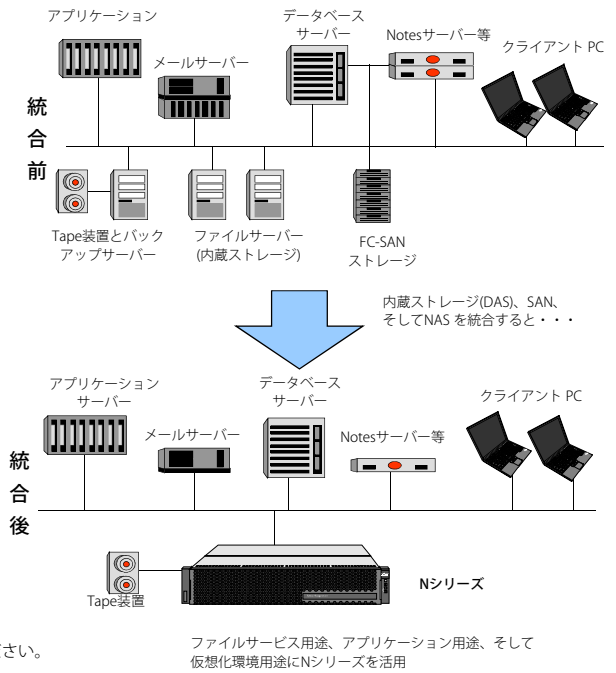 アプリケーション
データベース
サーバー
Notesサーバー等
クライアント PC
メールサーバー
統
合
前
Tape装置とバック
アップサーバー
ファイルサーバー
(内蔵ストレージ)
FC-SAN
ストレージ
内蔵ストレージ(DAS)、SAN、
そしてNAS を統合すると・・・
アプリケーション
サーバー
データベース
サーバー
クライアント PC
メールサーバー
Notesサーバー等
統
合
後
Tape装置
Nシリーズ
ださい。
ファイルサービス用途、アプリケーション用途、そして
仮想化環境用途にNシリーズを活用